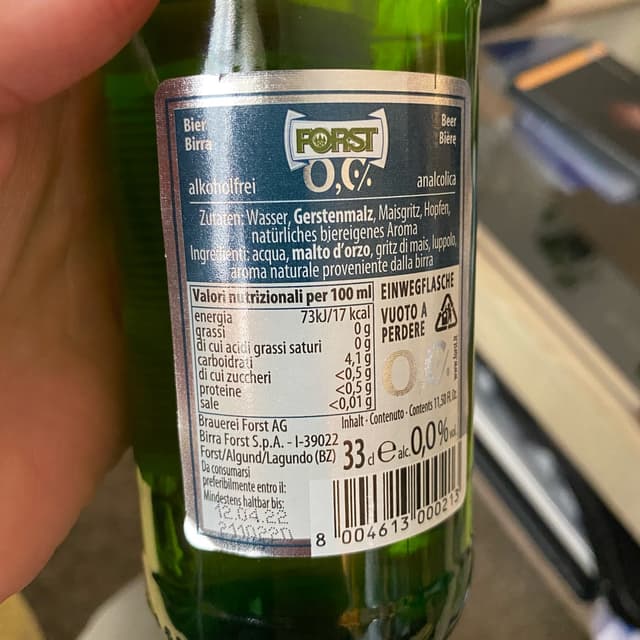 Bier
Birra
FORST
0,0%
Beer
Bière
alkoholfrei
analcolica
Zutaten: Wasser, Gerstenmalz, Maisgritz, Hopfen,
natürliches biereigenes Aroma
Ingredienti: acqua, malto d'orzo, gritz di mais, luppolo,
aroma naturale proveniente dalla birra
Valori nutrizionali per 100 ml
energia 73kJ/17 kcal
grassi 0 g
di cui acidi grassi saturi 0 g
carboidrati 4,1 g
di cui zuccheri <0,5 g
proteine <0,5 g
sale <0,01 g
EINWEGFLASCHE
VUOTO A
PERDERE
0,0%
www.forst.it
Brauerei Forst AG
Birra Forst S.p.A. - I-39022
Forst/Algund/Lagundo (BZ)
Da consumarsi
preferibilmente entro il:
Mindestens haltbar bis:
12.04.22
Inhalt - Contenuto - Contents 11,50 Fl. Oz.
33 cl e alc. 0,0% vol
8 004613 000213